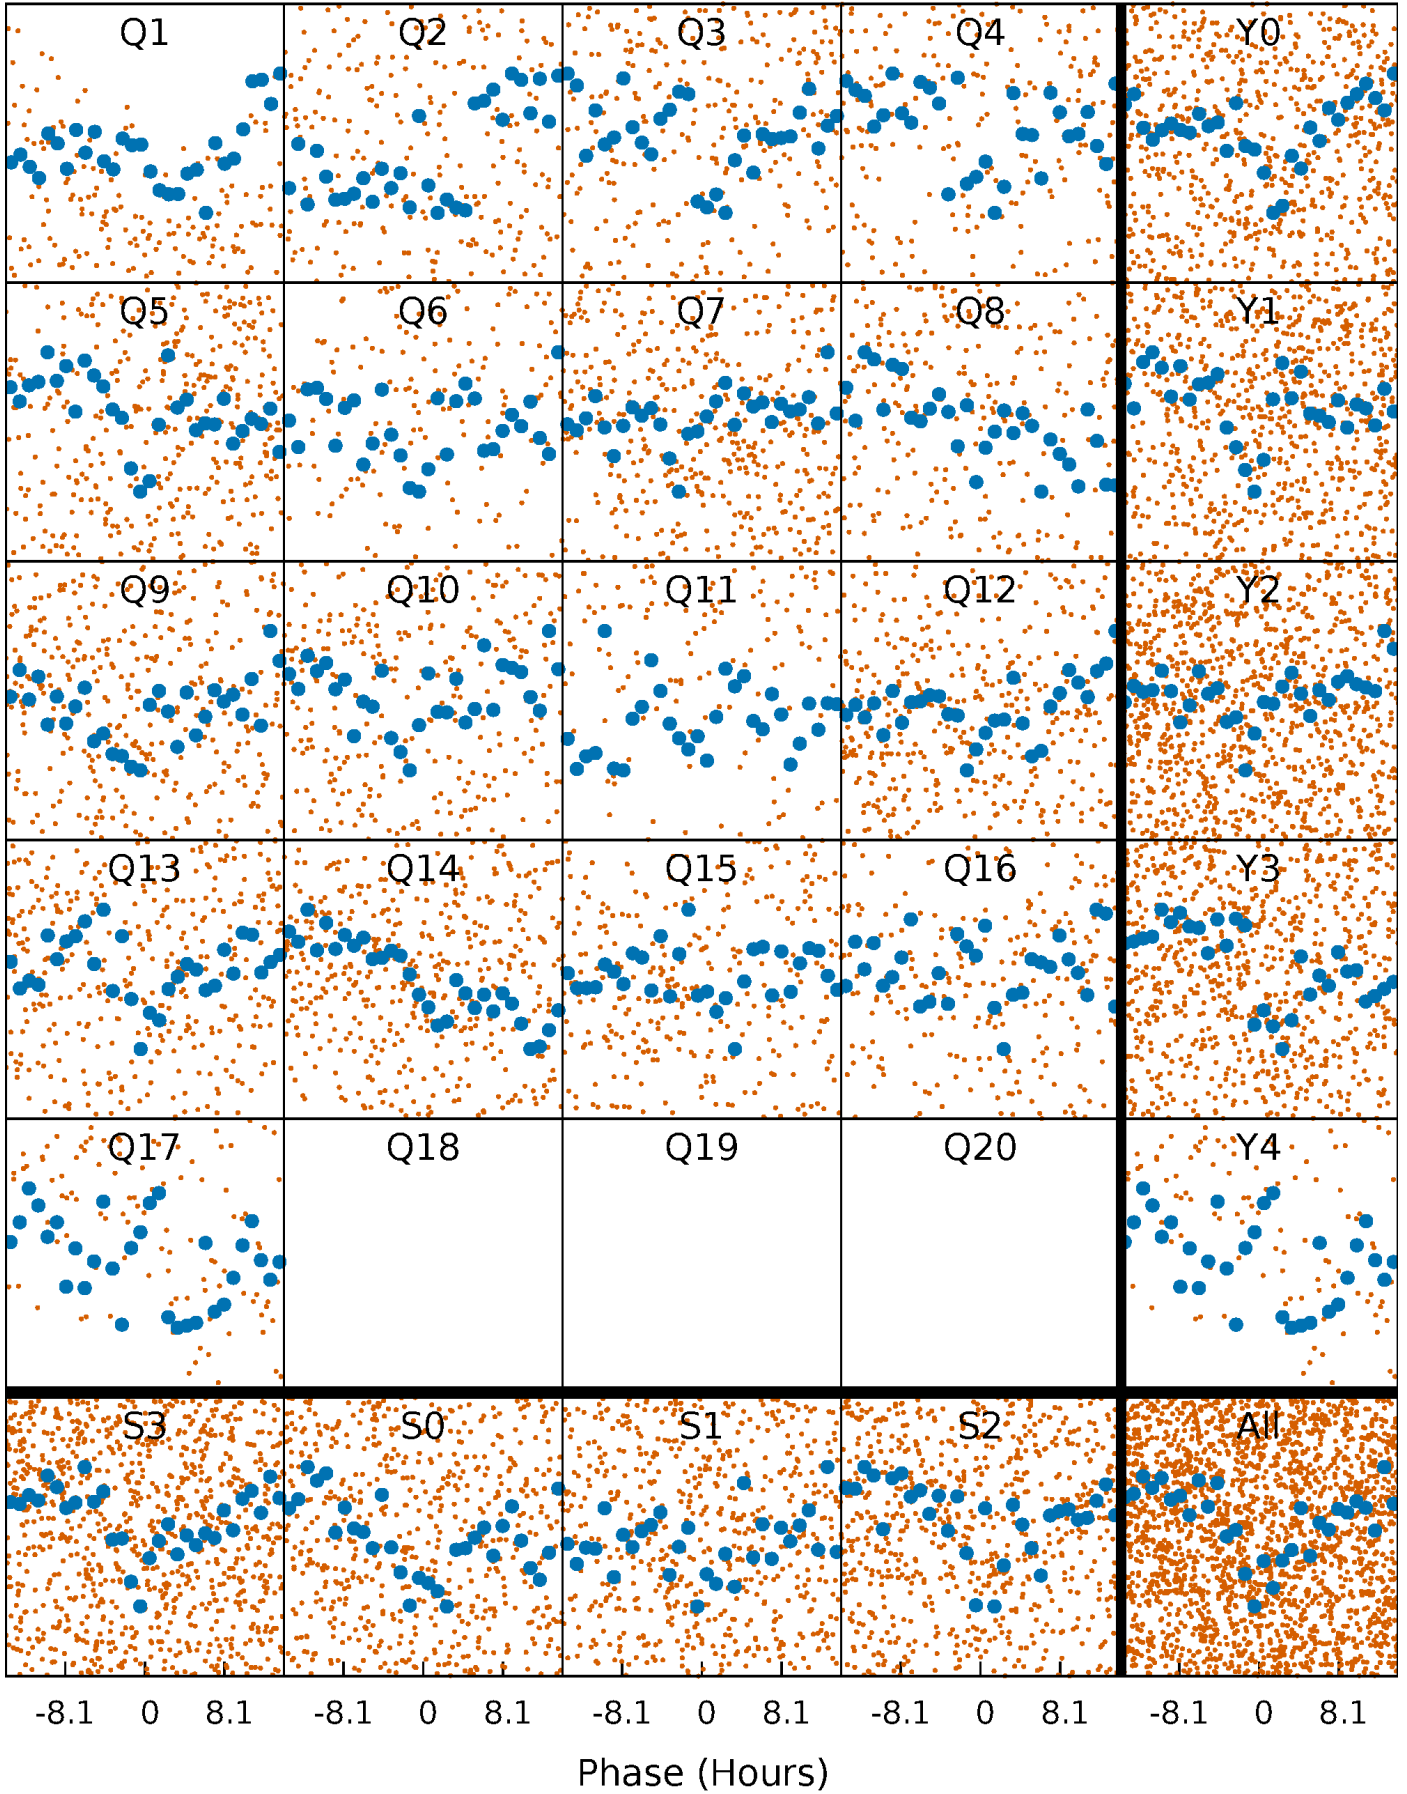 Q1 Q2 Q3 Q4 Y0
Q5 Q6 Q7 Q8 Y1
Q9 Q10 Q11 Q12 Y2
Q13 Q14 Q15 Q16 Y3
Q17 Q18 Q19 Q20 Y4
S3 S0 S1 S2 All
-8.1 0 8.1 -8.1 0 8.1 -8.1 0 8.1 -8.1 0 8.1 -8.1 0 8.1
Phase (Hours)